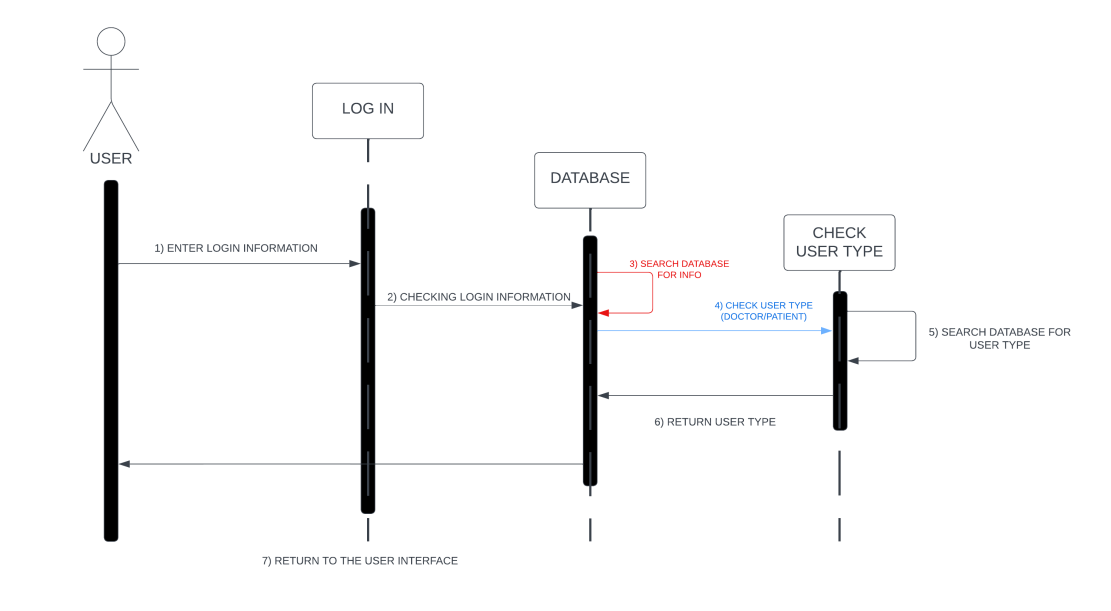 USER
LOG IN
DATABASE
CHECK
USER TYPE
1) ENTER LOGIN INFORMATION
2) CHECKING LOGIN INFORMATION
3) SEARCH DATABASE
FOR INFO
4) CHECK USER TYPE
(DOCTOR/PATIENT)
5) SEARCH DATABASE FOR
USER TYPE
6) RETURN USER TYPE
7) RETURN TO THE USER INTERFACE